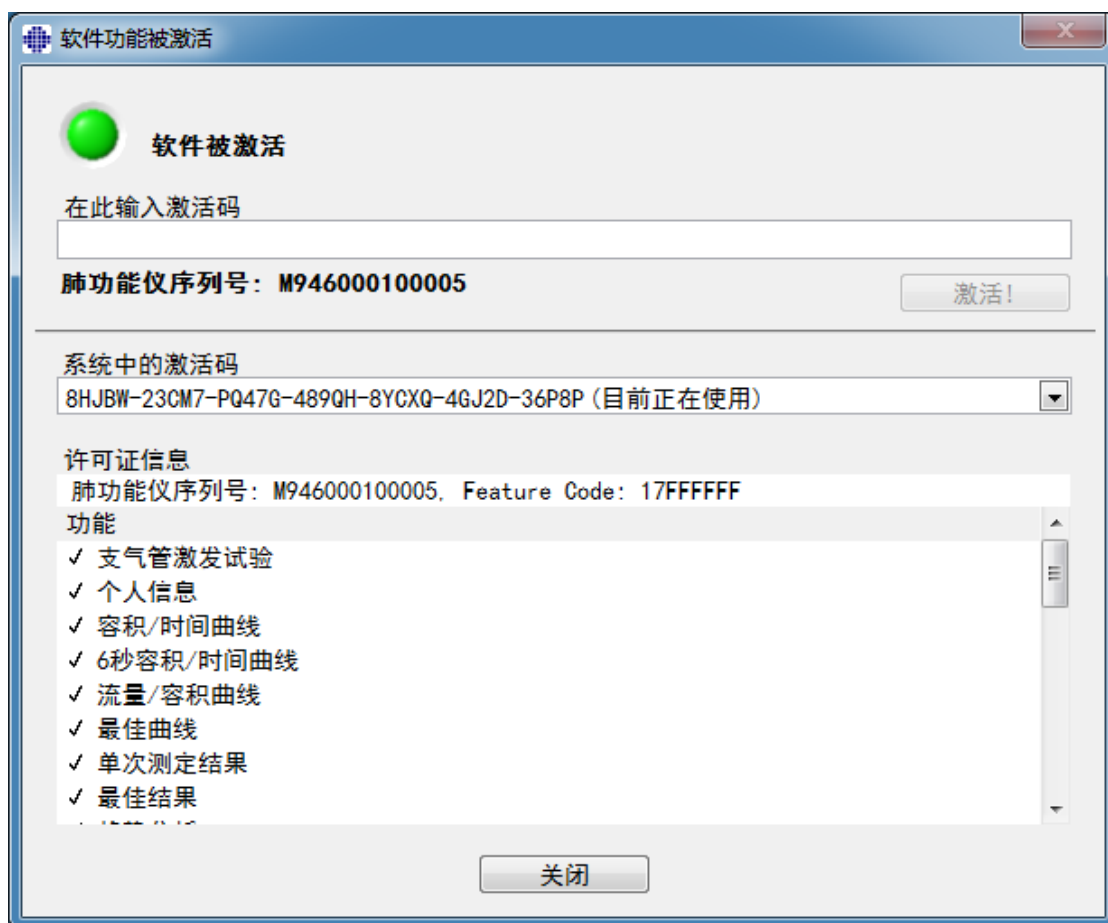 软件功能被激活
软件被激活
在此输入激活码
肺功能仪序列号: M946000100005
激活!
系统中的激活码
8HJBW-23CM7-PQ47G-489QH-8YCXQ-4GJ2D-36P8P(目前正在使用)
许可证信息
肺功能仪序列号: M946000100005, Feature Code: 17FFFFFF
功能
✓ 支气管激发试验
✓ 个人信息
✓ 容积/时间曲线
✓ 6秒容积/时间曲线
✓ 流量/容积曲线
✓ 最佳曲线
✓ 单次测定结果
✓ 最佳结果
关闭